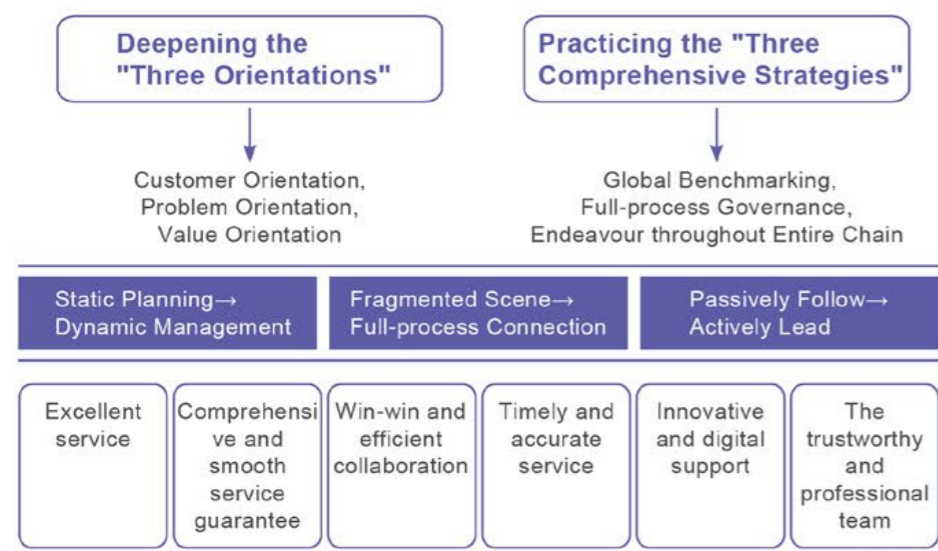 Deepening the
"Three Orientations"
Practicing the "Three
Comprehensive Strategies"
Customer Orientation,
Problem Orientation,
Value Orientation
Global Benchmarking,
Full-process Governance,
Endeavour throughout Entire Chain
Static Planning→
Dynamic Management
Fragmented Scene→
Full-process Connection
Passively Follow→
Actively Lead
Excellent
service
Comprehensi
ve and
smooth
service
guarantee
Win-win and
efficient
collaboration
Timely and
accurate
service
Innovative
and digital
support
The
trustworthy
and
professional
team